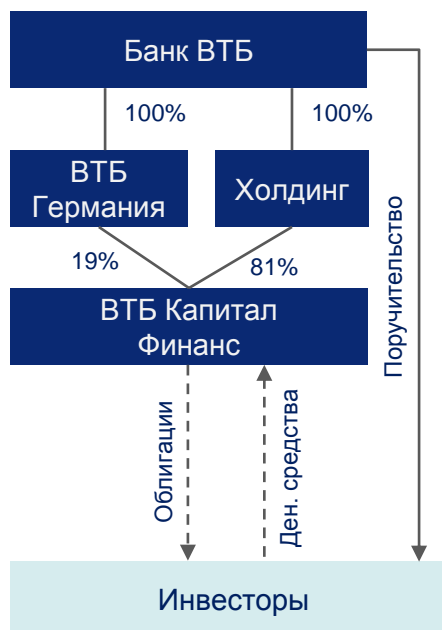 Банк ВТБ
100%
100%
ВТБ
Германия
Холдинг
19%
81%
ВТБ Капитал
Финанс
Поручительство
Облигации
Ден. средства
Инвесторы